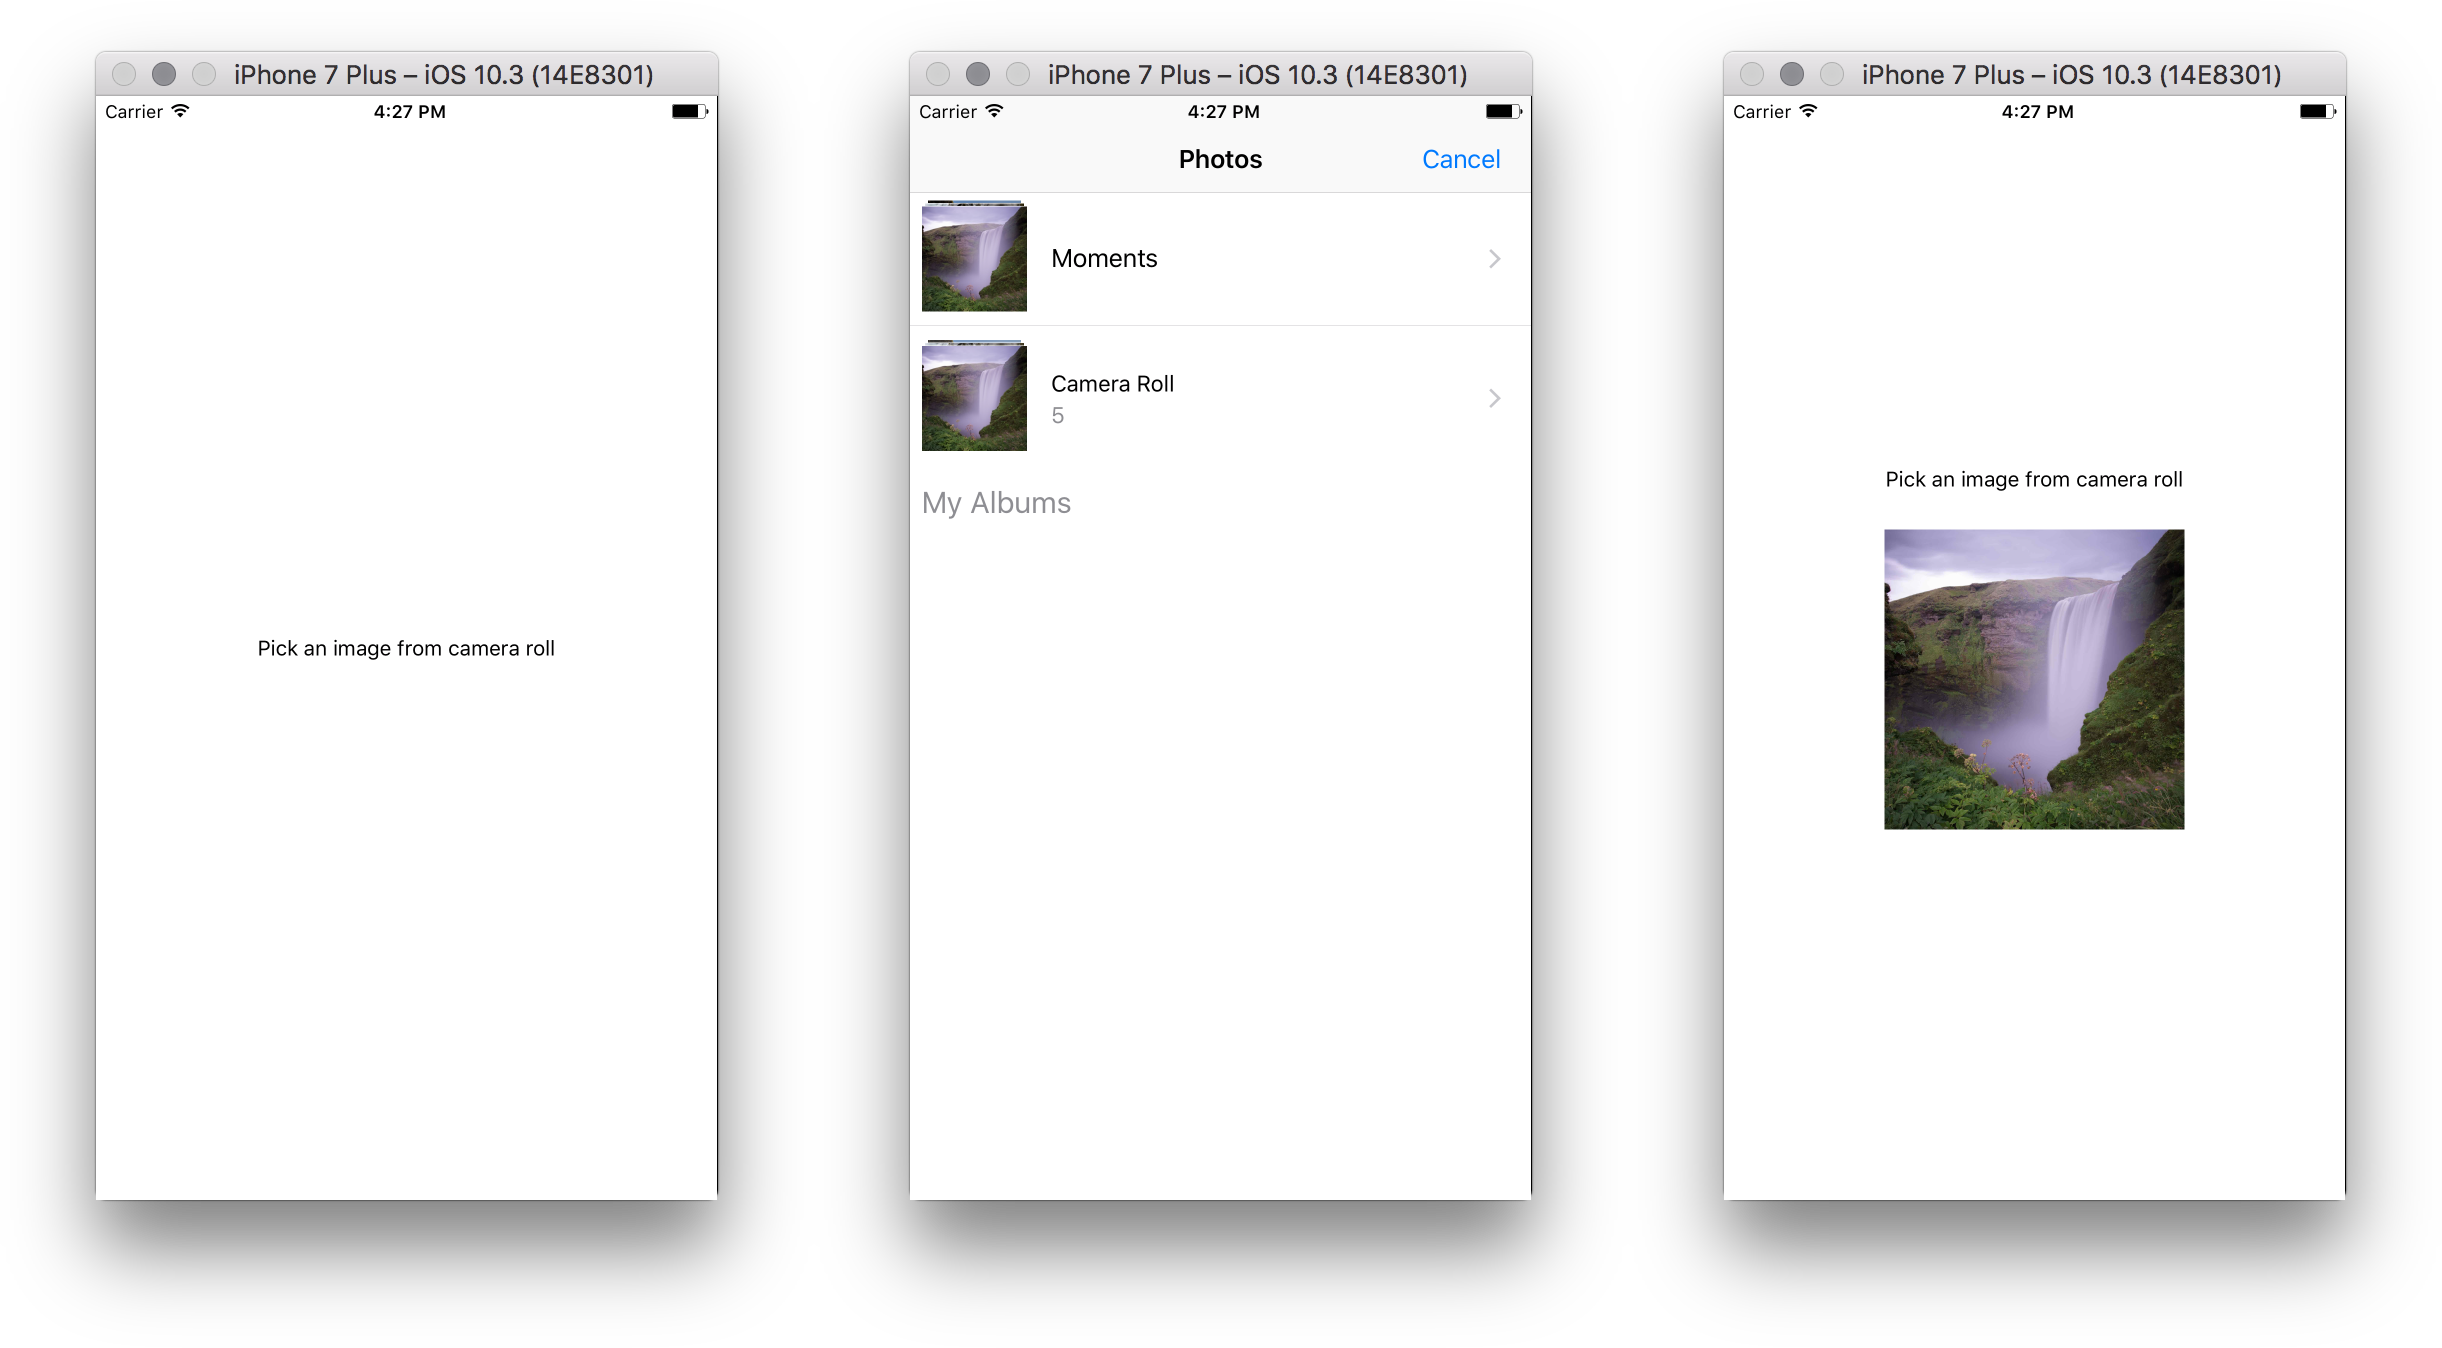 iPhone 7 Plus – iOS 10.3 (14E8301)
Carrier 4:27 PM
Pick an image from camera roll
iPhone 7 Plus – iOS 10.3 (14E8301)
Carrier 4:27 PM
Photos Cancel
Moments
Camera Roll
5
My Albums
iPhone 7 Plus – iOS 10.3 (14E8301)
Carrier 4:27 PM
Pick an image from camera roll